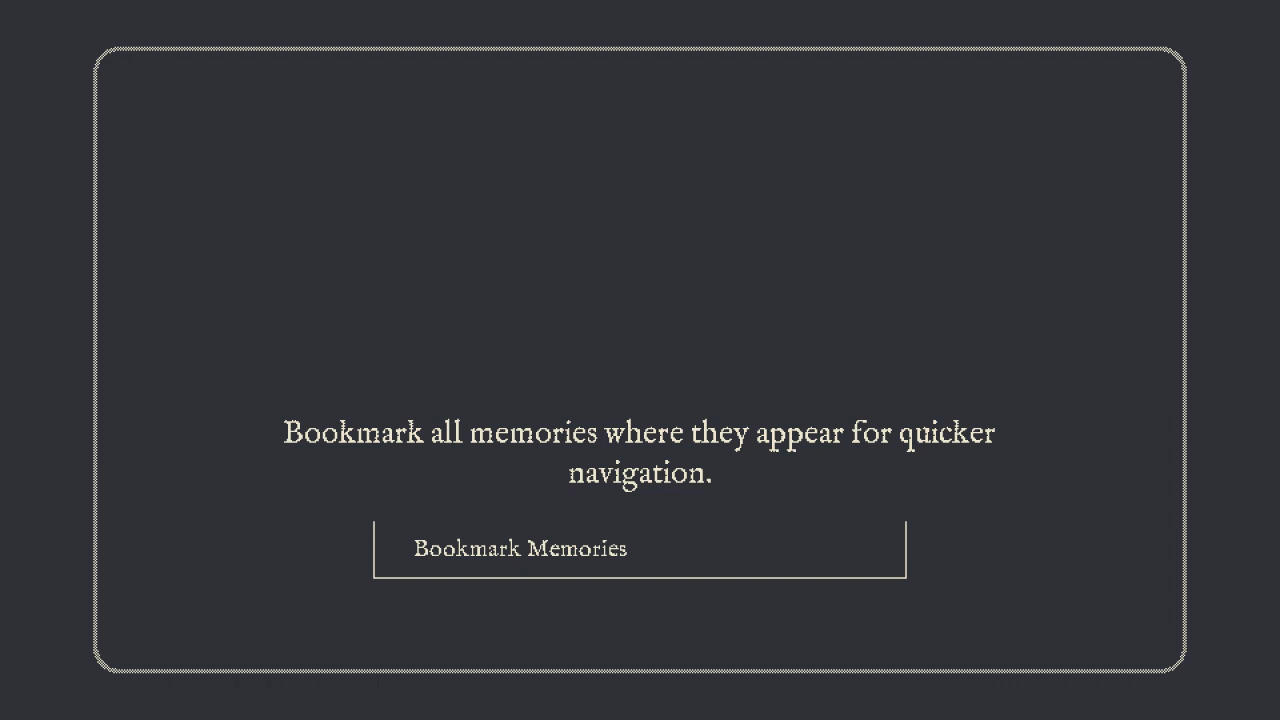 Bookmark all memories where they appear for quicker
navigation.
Bookmark Memories